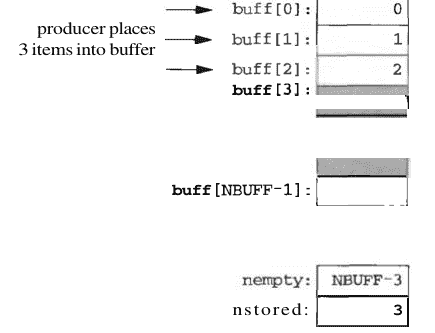 buff[0]: 0
producer places
3 items into buffer
buff[1]: 1
buff[2]: 2
buff[3]:
buff[NBUFF-1]:
nempty: NBUFF-3
nstored: 3